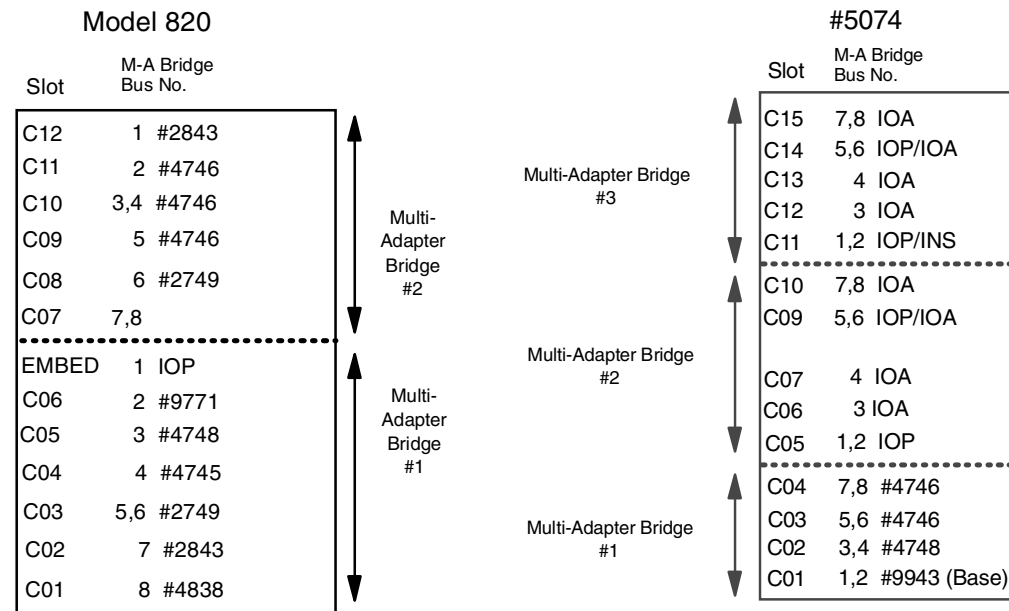 Model 820
Slot
M-A Bridge
Bus No.
C12 1 #2843
C11 2 #4746
C10 3,4 #4746
C09 5 #4746
C08 6 #2749
C07 7,8
Multi-
Adapter
Bridge
#2
EMBED 1 IOP
C06 2 #9771
C05 3 #4748
C04 4 #4745
C03 5,6 #2749
C02 7 #2843
C01 8 #4838
Multi-
Adapter
Bridge
#1
#5074
Slot
M-A Bridge
Bus No.
Multi-Adapter Bridge
#3
C15 7,8 IOA
C14 5,6 IOP/IOA
C13 4 IOA
C12 3 IOA
C11 1,2 IOP/INS
Multi-Adapter Bridge
#2
C10 7,8 IOA
C09 5,6 IOP/IOA
C07 4 IOA
C06 3 IOA
C05 1,2 IOP
Multi-Adapter Bridge
#1
C04 7,8 #4746
C03 5,6 #4746
C02 3,4 #4748
C01 1,2 #9943 (Base)